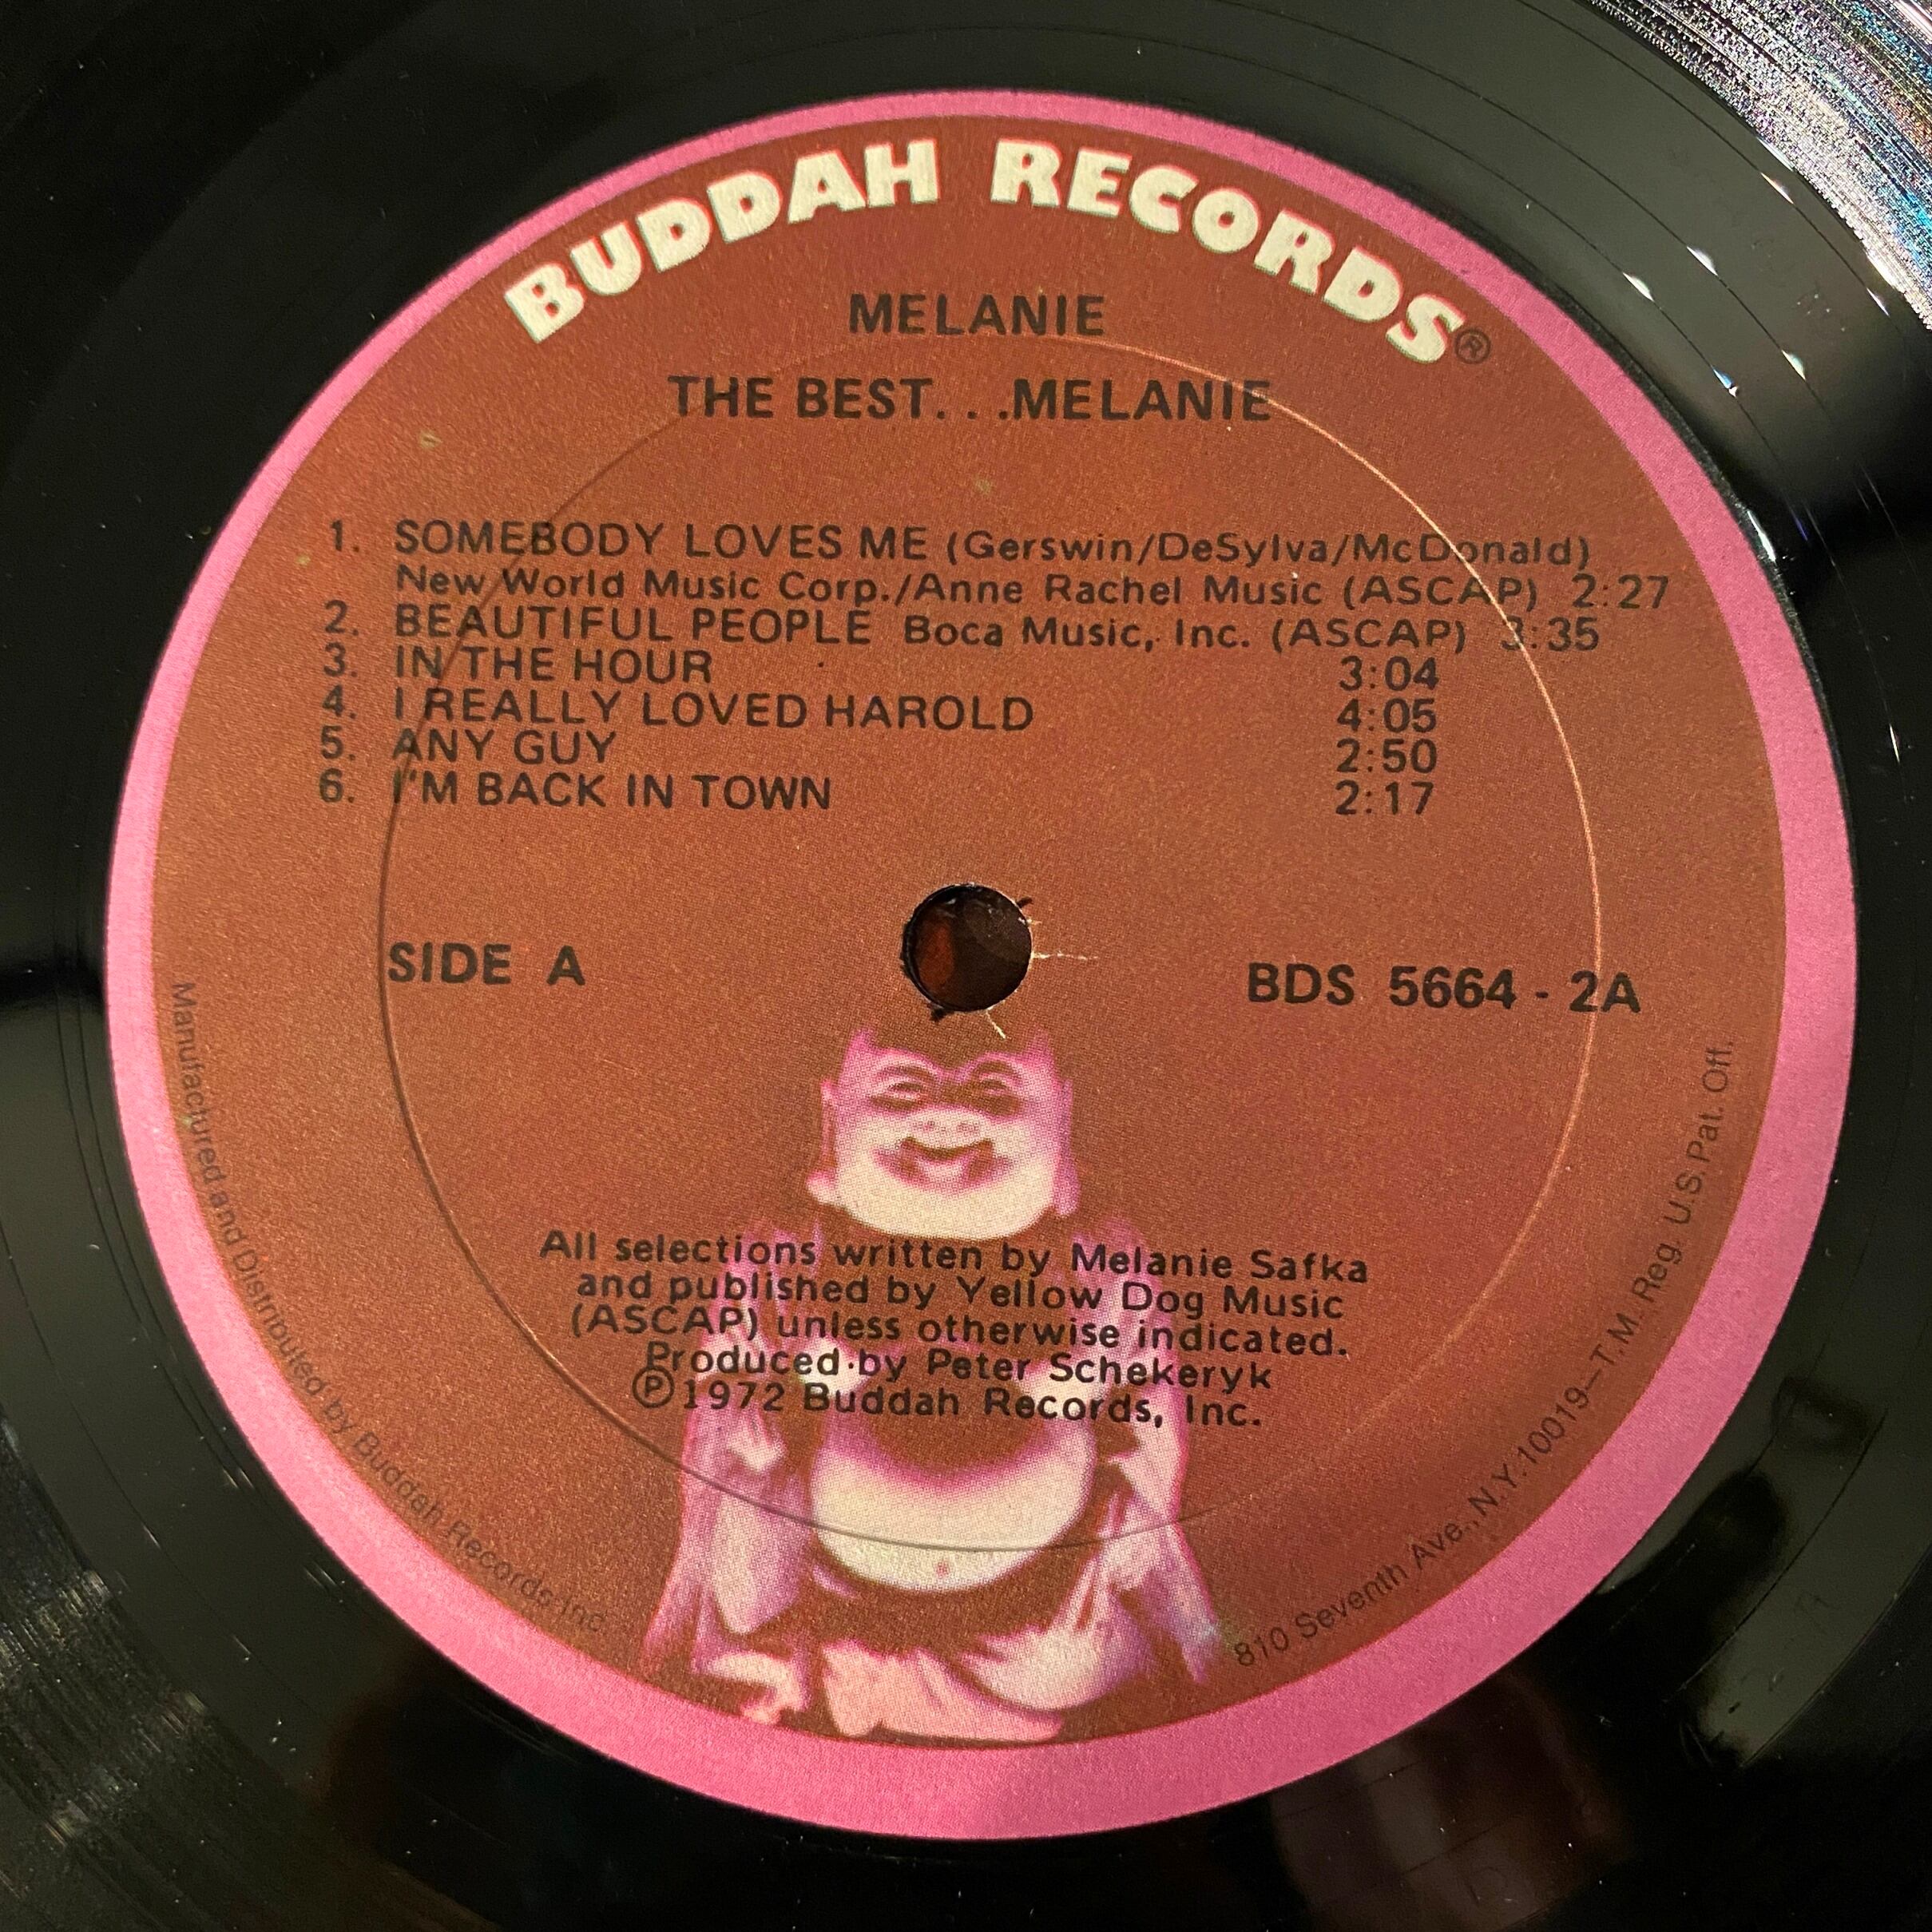 BUDDAH RECORDS®
MELANIE
THE BEST. . .MELANIE
1. SOMEBODY LOVES ME (Gerswin/DeSylva/McDonald)
New World Music Corp./Anne Rachel Music (ASCAP) 2:27
2. BEAUTIFUL PEOPLE Boca Music, Inc. (ASCAP) 3:35
3. IN THE HOUR 3:04
4. I REALLY LOVED HAROLD 4:05
5. ANY GUY 2:50
6. I'M BACK IN TOWN 2:17
SIDE A BDS 5664 - 2A
All selections written by Melanie Safka
and published by Yellow Dog Music
(ASCAP) unless otherwise indicated.
Produced by Peter Schekeryk
℗1972 Buddah Records, Inc.
Manufactured and Distributed by Buddah Records Inc.
810 Seventh Ave., N.Y. 10019—T.M. Reg. U.S. Pat. Off.